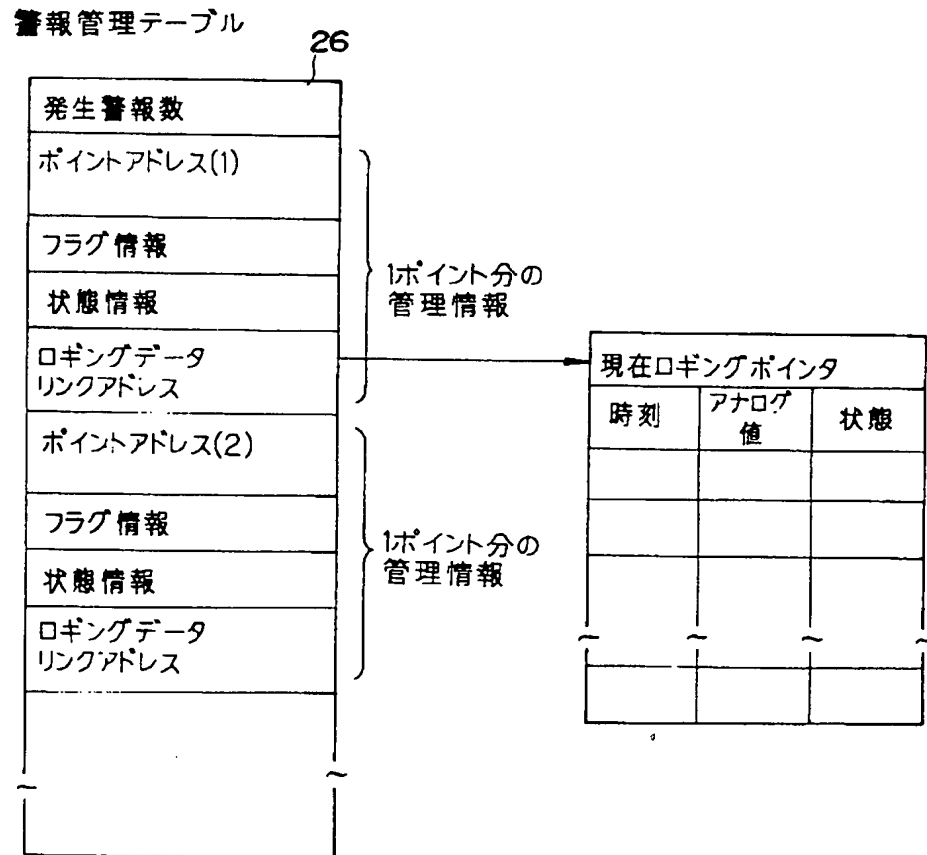 警報管理テーブル
26
発生警報数
ポイントアドレス(1)
フラグ情報
状態情報
ロギングデータ
リンクアドレス
1ポイント分の
管理情報
ポイントアドレス(2)
フラグ情報
状態情報
ロギングデータ
リンクアドレス
1ポイント分の
管理情報
現在ロギングポインタ
時刻
アナログ
値
状態